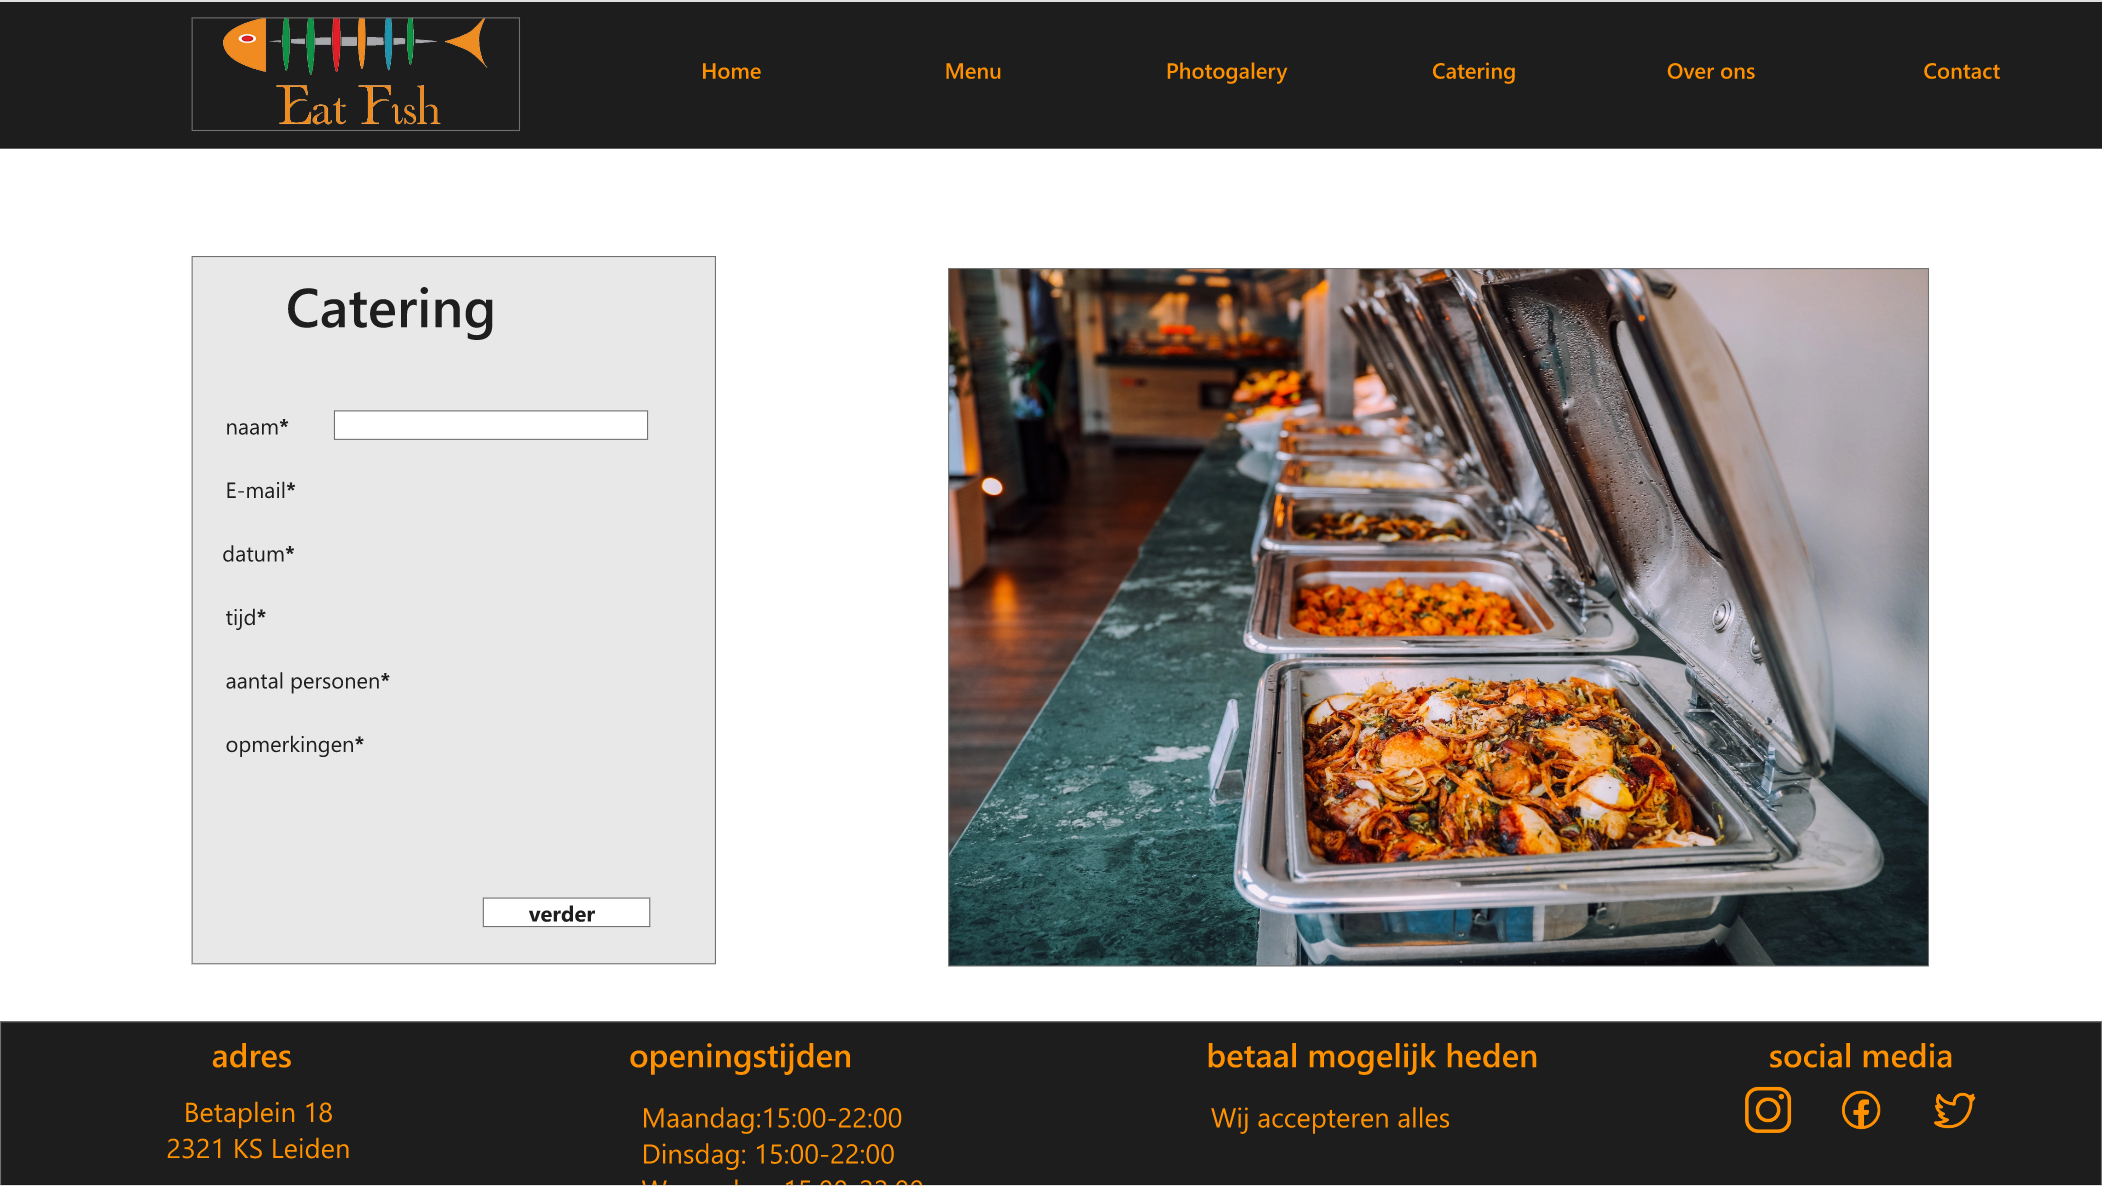 Eat Fish
Home Menu Photogalery Catering Over ons Contact
Catering
naam*
E-mail*
datum*
tijd*
aantal personen*
opmerkingen*
verder
adres
Betaplein 18
2321 KS Leiden
openingstijden
Maandag:15:00-22:00
Dinsdag: 15:00-22:00
betaal mogelijk heden
Wij accepteren alles
social media